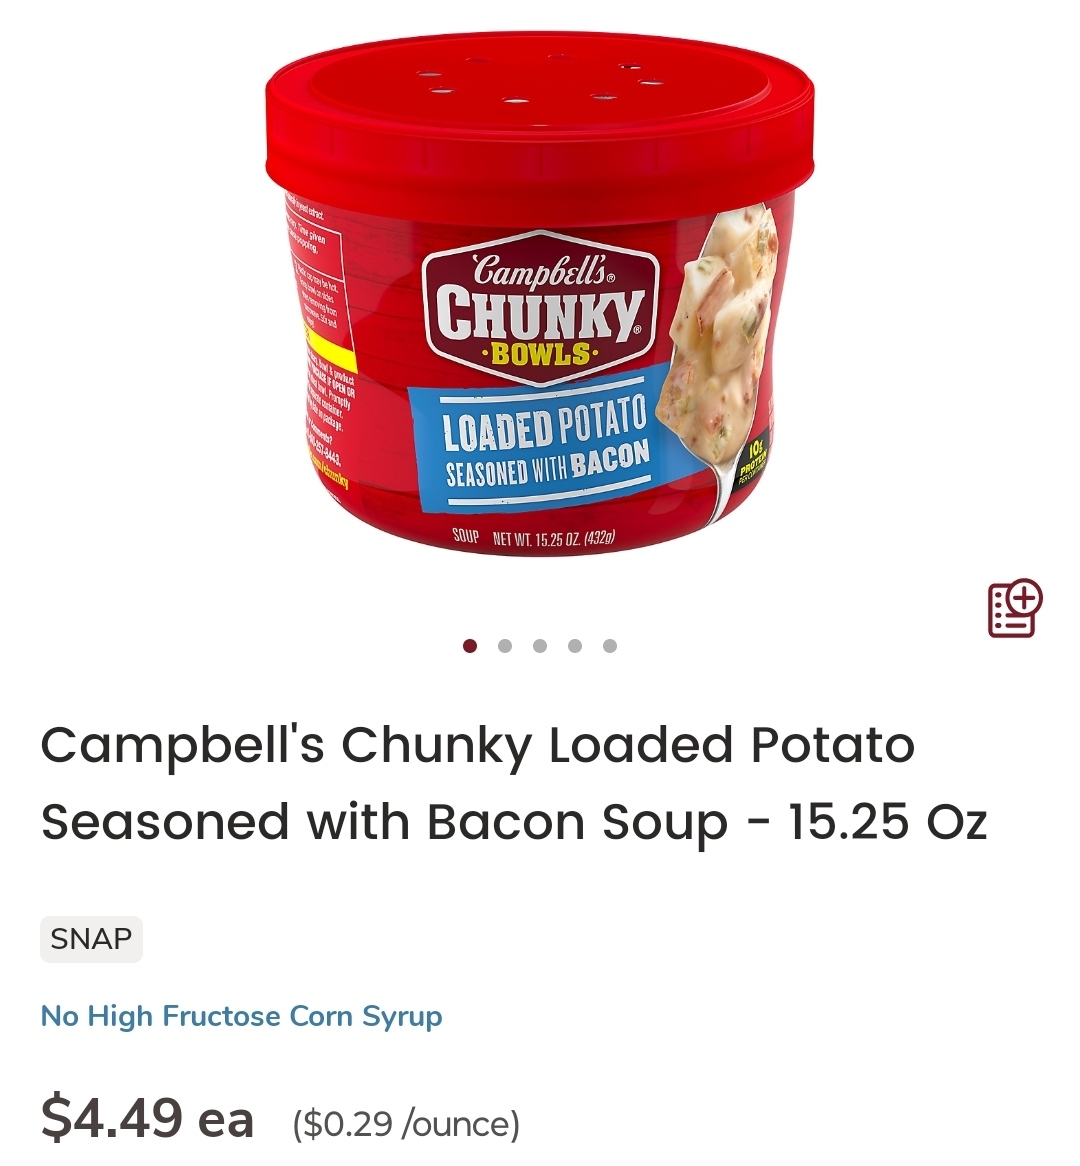 Campbell's®
CHUNKY®
·BOWLS·
LOADED POTATO
SEASONED WITH BACON
10g
PROTEIN
SOUP NET WT. 15.25 OZ. (432g)
Campbell's Chunky Loaded Potato
Seasoned with Bacon Soup - 15.25 Oz
SNAP
No High Fructose Corn Syrup
$4.49 ea ($0.29 /ounce)